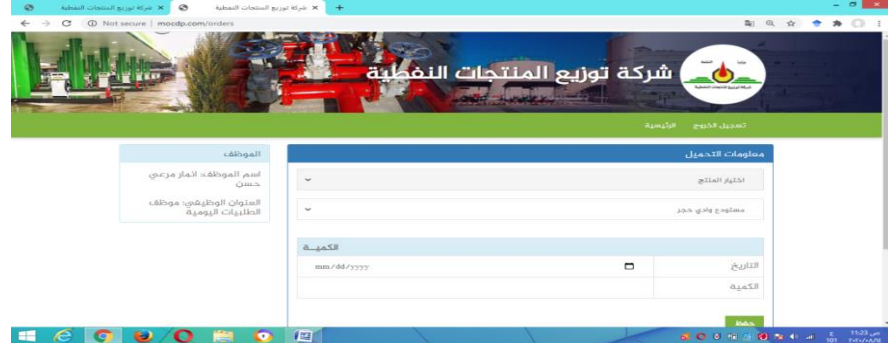 شركة توزيع المنتجات النفطية
شركة توزيع المنتجات النفطية
Not secure | mocdp.com/orders
شركة توزيع المنتجات النفطية
الرئيسية تسجيل الخروج
معلومات التحميل
اختيار المنتج
مستودع وادي حجر
الكميــة
التاريخ mm/dd/yyyy
الكمية
حفظ
الموظف
اسم الموظف: انمار مرعي
حسن
العنوان الوظيفي: موظف
الطلبيات اليومية
11:23 ص